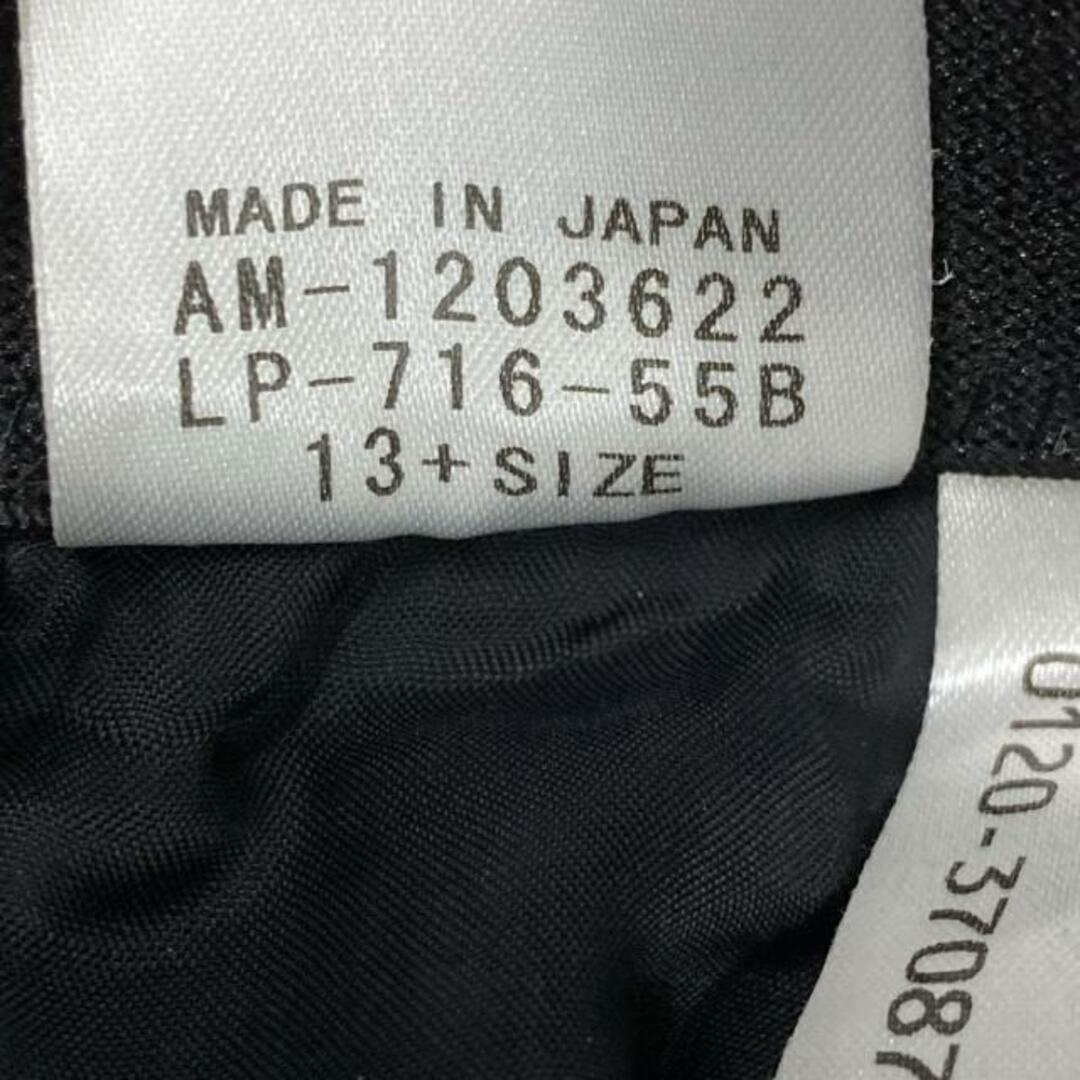 MADE IN JAPAN
AM-1203622
LP-716-55B
13+SIZE
0120-37087